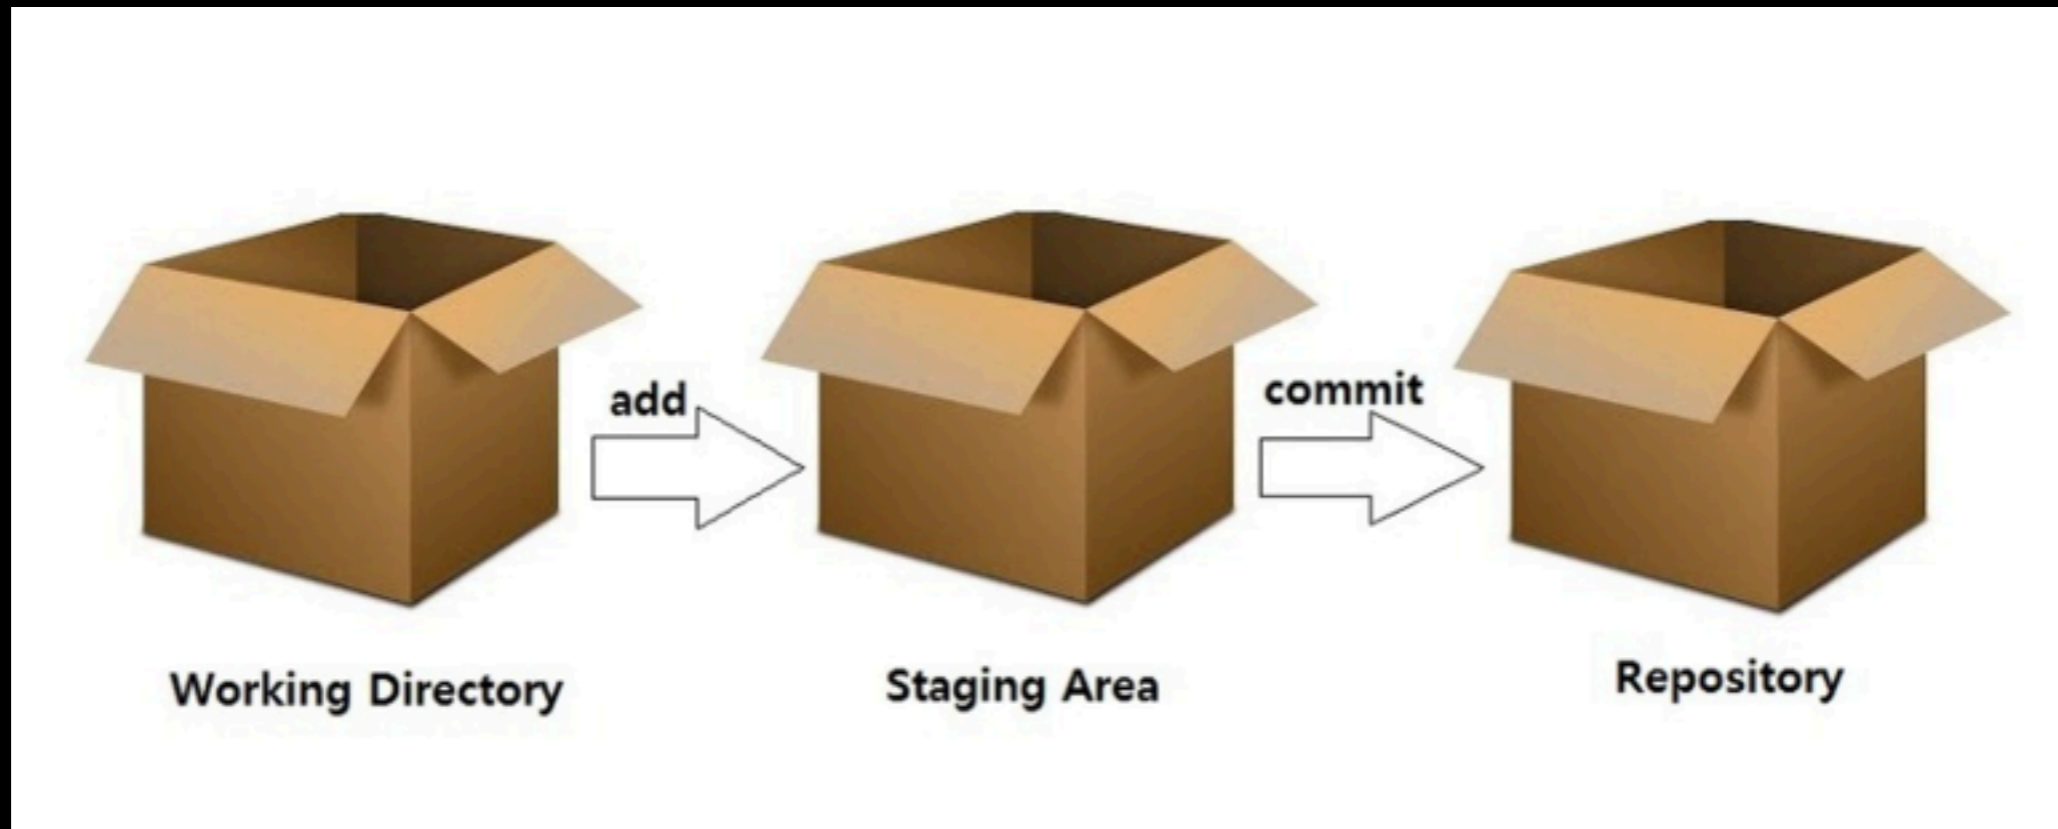 add
commit
Working Directory
Staging Area
Repository